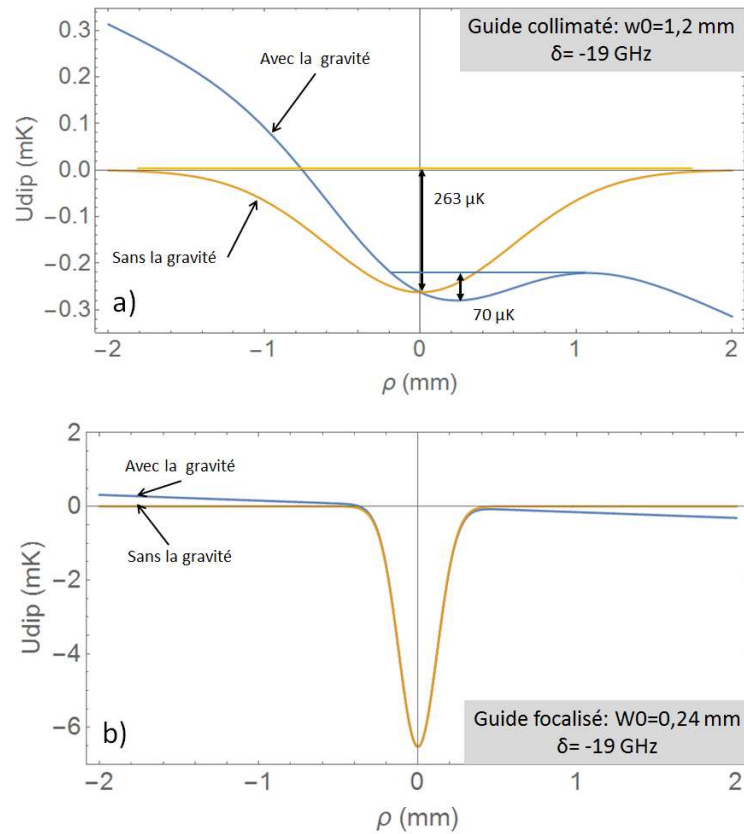 Guide collimaté: w0=1,2 mm
δ= -19 GHz
Avec la gravité
Sans la gravité
263 µK
70 µK
a)
Udip (mK)
0.3
0.2
0.1
0.0
-0.1
-0.2
-0.3
-2
-1
0
1
2
ρ (mm)
Avec la gravité
Sans la gravité
Guide focalisé: W0=0,24 mm
δ= -19 GHz
b)
Udip (mK)
2
0
-2
-4
-6
-2
-1
0
1
2
ρ (mm)